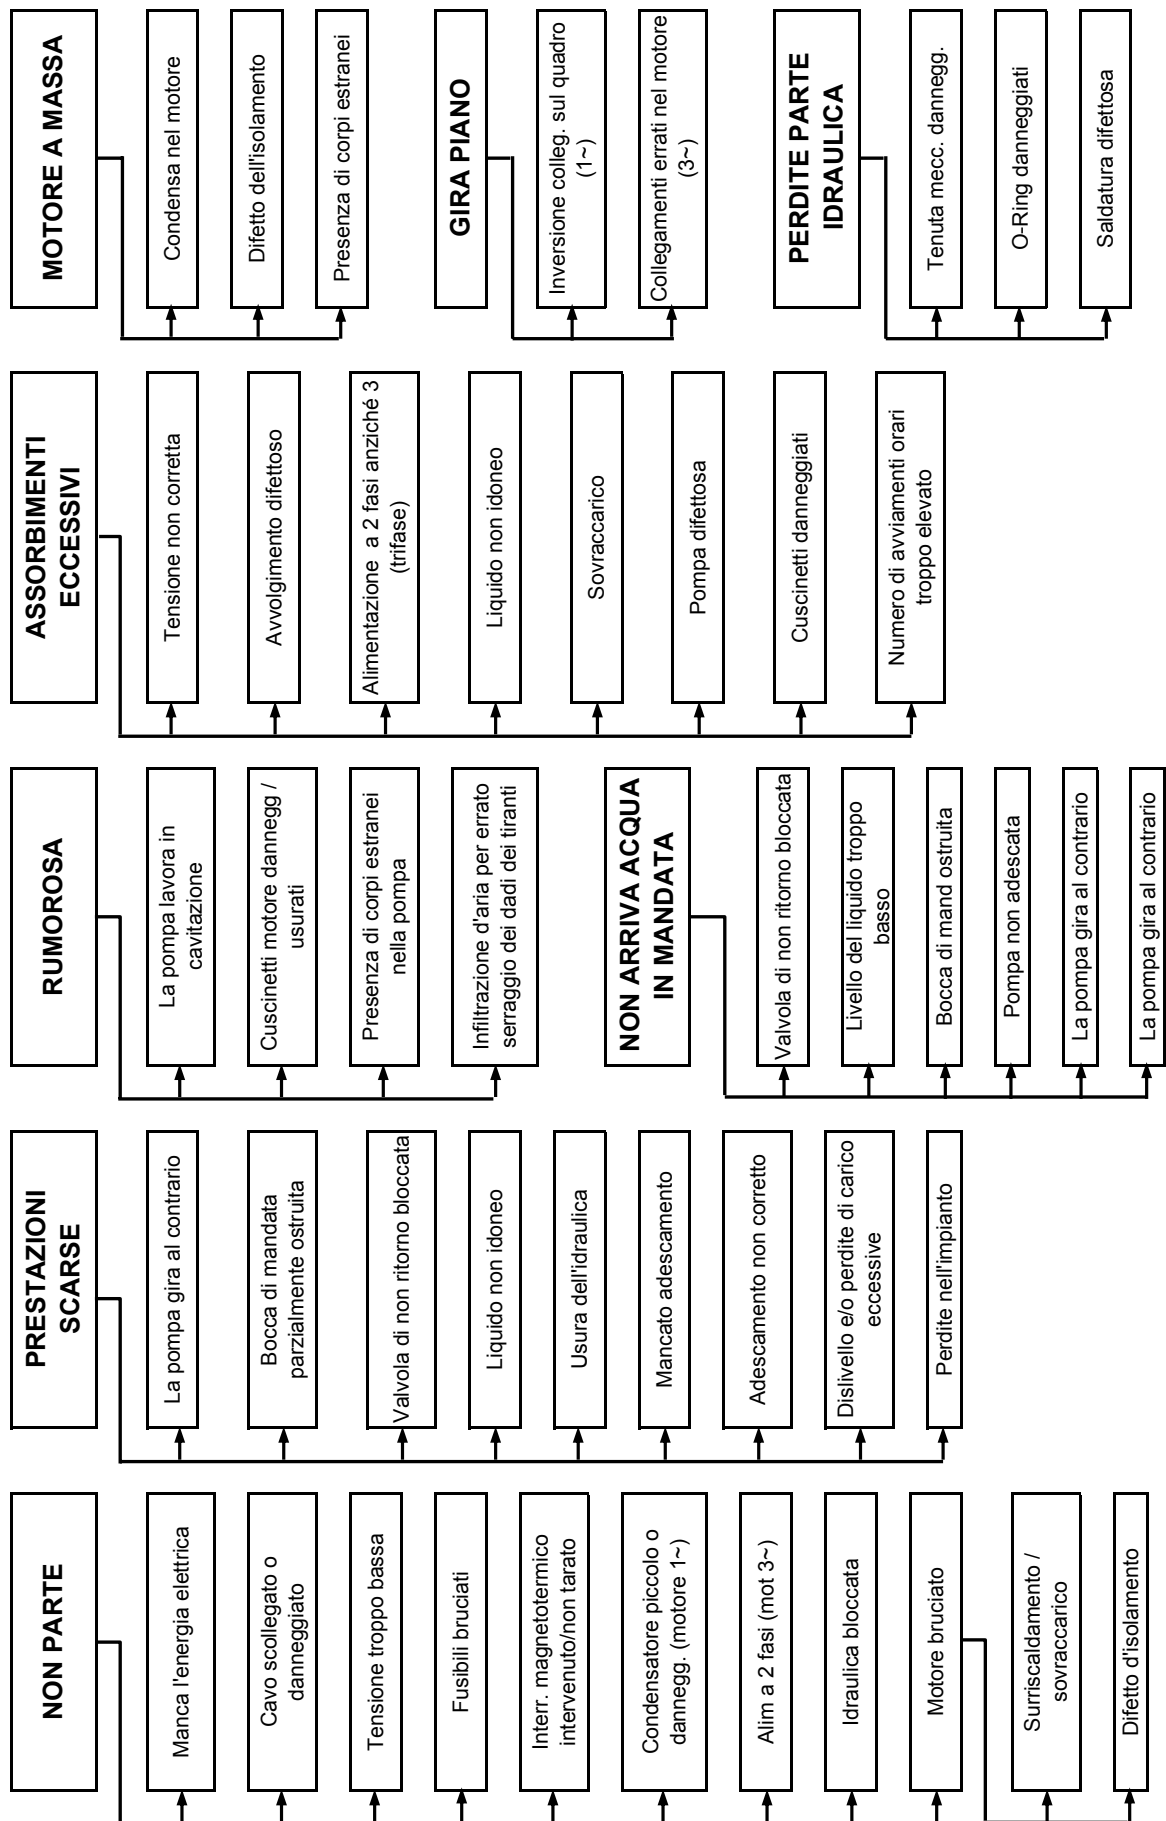 NON PARTE
Manca l'energia elettrica
Cavo scollegato o
danneggiato
Tensione troppo bassa
Fusibili bruciati
Interr. magnetotermico
intervenuto/non tarato
Condensatore piccolo o
dannegg. (motore 1~)
Alim a 2 fasi (mot 3~)
Idraulica bloccata
Motore bruciato
Surriscaldamento /
sovraccarico
Difetto d'isolamento
PRESTAZIONI
SCARSE
La pompa gira al contrario
Bocca di mandata
parzialmente ostruita
Valvola di non ritorno bloccata
Liquido non idoneo
Usura dell'idraulica
Mancato adescamento
Adescamento non corretto
Dislivello e/o perdite di carico
eccessive
Perdite nell'impianto
RUMOROSA
La pompa lavora in
cavitazione
Cuscinetti motore dannegg /
usurati
Presenza di corpi estranei
nella pompa
Infiltrazione d'aria per errato
serraggio dei dadi dei tiranti
NON ARRIVA ACQUA
IN MANDATA
Valvola di non ritorno bloccata
Livello del liquido troppo
basso
Bocca di mand ostruita
Pompa non adescata
La pompa gira al contrario
La pompa gira al contrario
ASSORBIMENTI
ECCESSIVI
Tensione non corretta
Avvolgimento difettoso
Alimentazione a 2 fasi anziché 3
(trifase)
Liquido non idoneo
Sovraccarico
Pompa difettosa
Cuscinetti danneggiati
Numero di avviamenti orari
troppo elevato
MOTORE A MASSA
Condensa nel motore
Difetto dell'isolamento
Presenza di corpi estranei
GIRA PIANO
Inversione colleg. sul quadro
(1~)
Collegamenti errati nel motore
(3~)
PERDITE PARTE
IDRAULICA
Tenuta mecc. dannegg.
O-Ring danneggiati
Saldatura difettosa